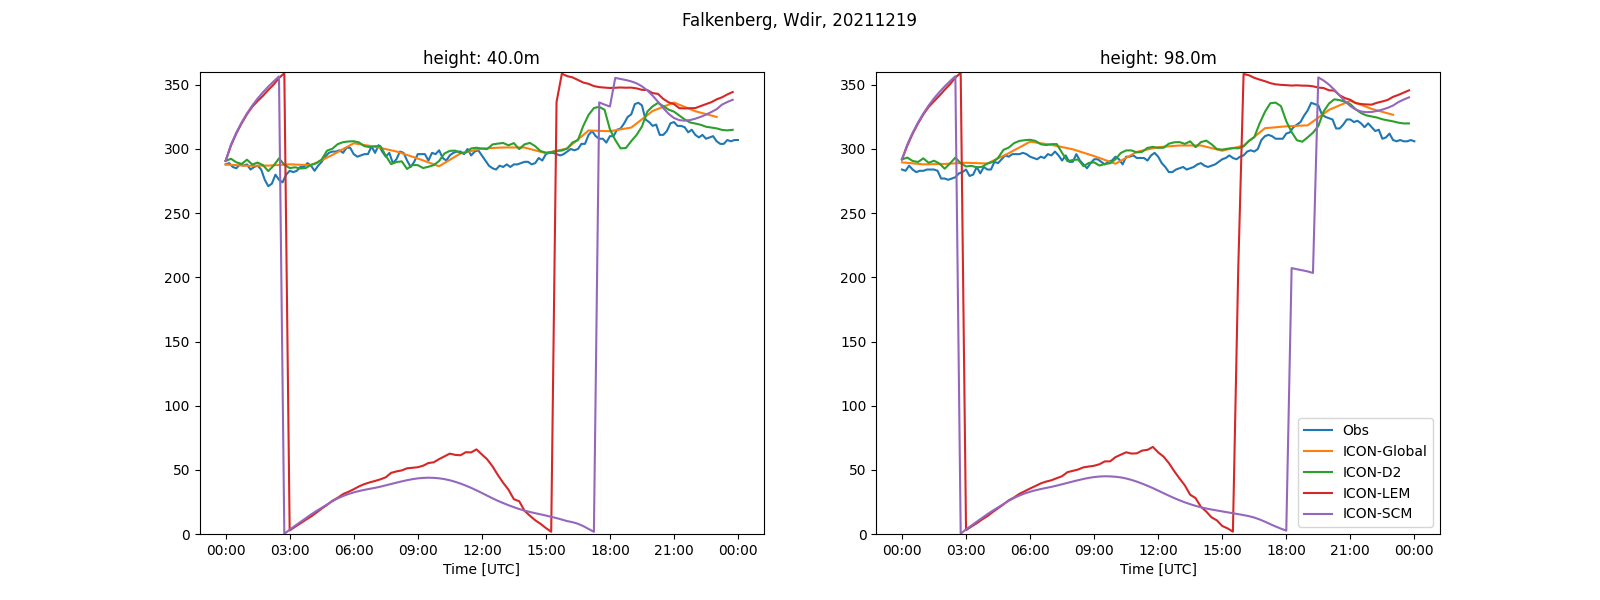 Falkenberg, Wdir, 20211219
height: 40.0m
350
300
250
200
150
100
50
0
00:00 03:00 06:00 09:00 12:00 15:00 18:00 21:00 00:00
Time [UTC]
height: 98.0m
350
300
250
200
150
100
50
0
00:00 03:00 06:00 09:00 12:00 15:00 18:00 21:00 00:00
Time [UTC]
Obs
ICON-Global
ICON-D2
ICON-LEM
ICON-SCM